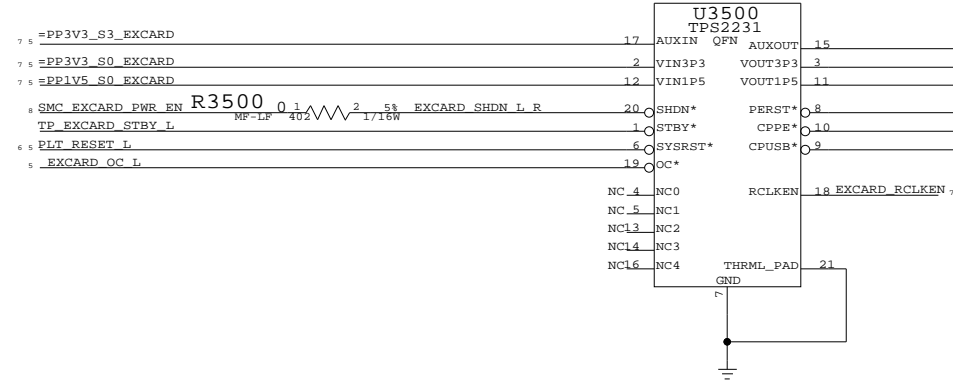 U3500
TPS2231
7 5 =PP3V3_S3_EXCARD 17 AUXIN QFN AUXOUT 15
7 5 =PP3V3_S0_EXCARD 2 VIN3P3 VOUT3P3 3
7 5 =PP1V5_S0_EXCARD 12 VIN1P5 VOUT1P5 11
8 SMC_EXCARD_PWR_EN R3500 0 1 2 5% EXCARD_SHDN_L_R 20 SHDN* PERST* 8
MF-LF 402 1/16W
TP_EXCARD_STBY_L 1 STBY* CPPE* 10
6 5 PLT_RESET_L 6 SYSRST* CPUSB* 9
5 EXCARD_OC_L 19 OC*
NC 4 NC0 RCLKEN 18 EXCARD_RCLKEN 7
NC 5 NC1
NC 13 NC2
NC 14 NC3
NC 16 NC4 THRML_PAD 21
GND
7